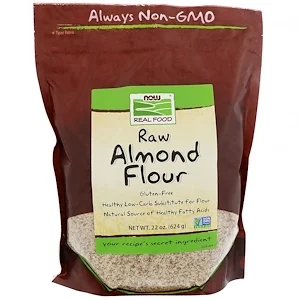 Always Non-GMO
now
REAL FOOD
Raw
Almond
Flour
Gluten-Free
Healthy Low-Carb Substitute for Flour
Natural Source of Healthy Fatty Acids
NET WT. 22 oz. (624 g)
your recipe's secret ingredient